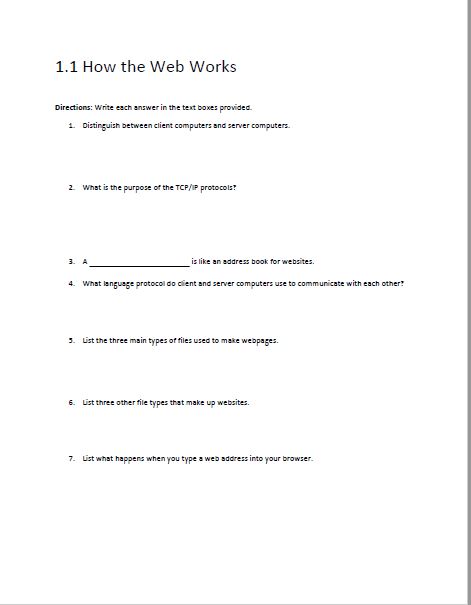 1.1 How the Web Works
Directions: Write each answer in the text boxes provided.
1. Distinguish between client computers and server computers.
2. What is the purpose of the TCP/IP protocols?
3. A ____________________ is like an address book for websites.
4. What language protocol do client and server computers use to communicate with each other?
5. List the three main types of files used to make webpages.
6. List three other file types that make up websites.
7. List what happens when you type a web address into your browser.